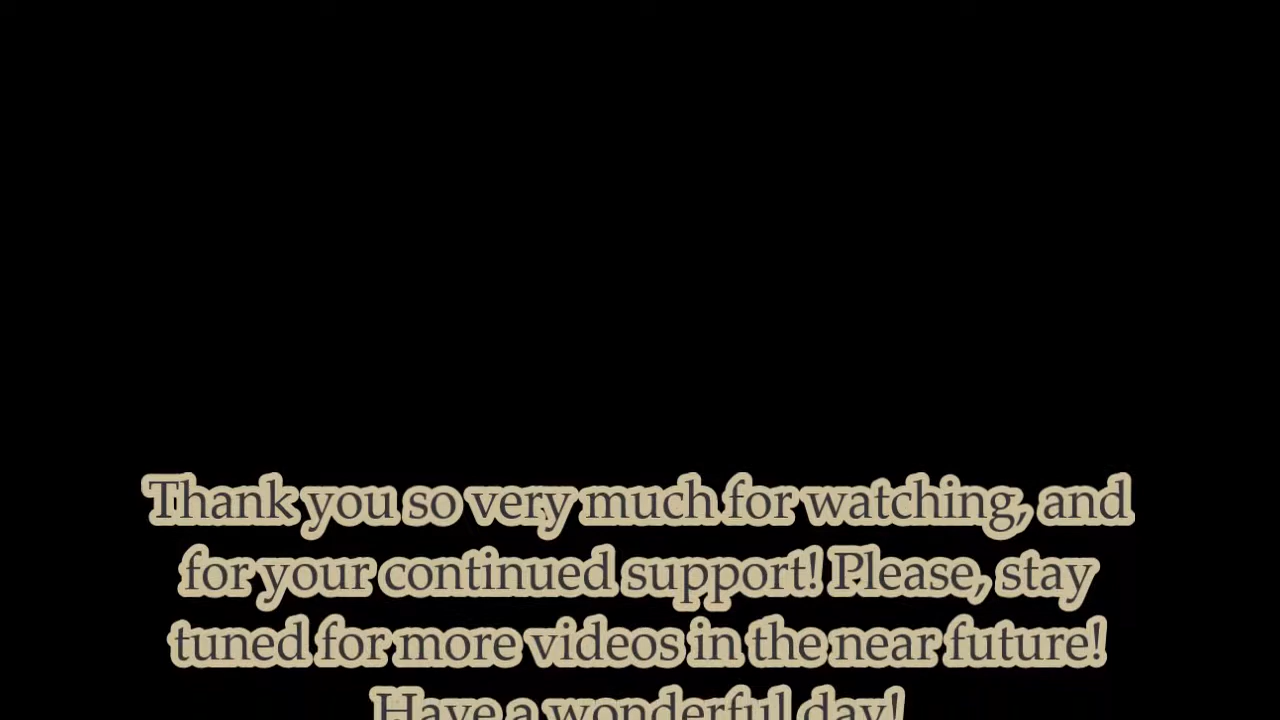 Thank you so very much for watching, and
for your continued support! Please, stay
tuned for more videos in the near future!
Have a wonderful day!